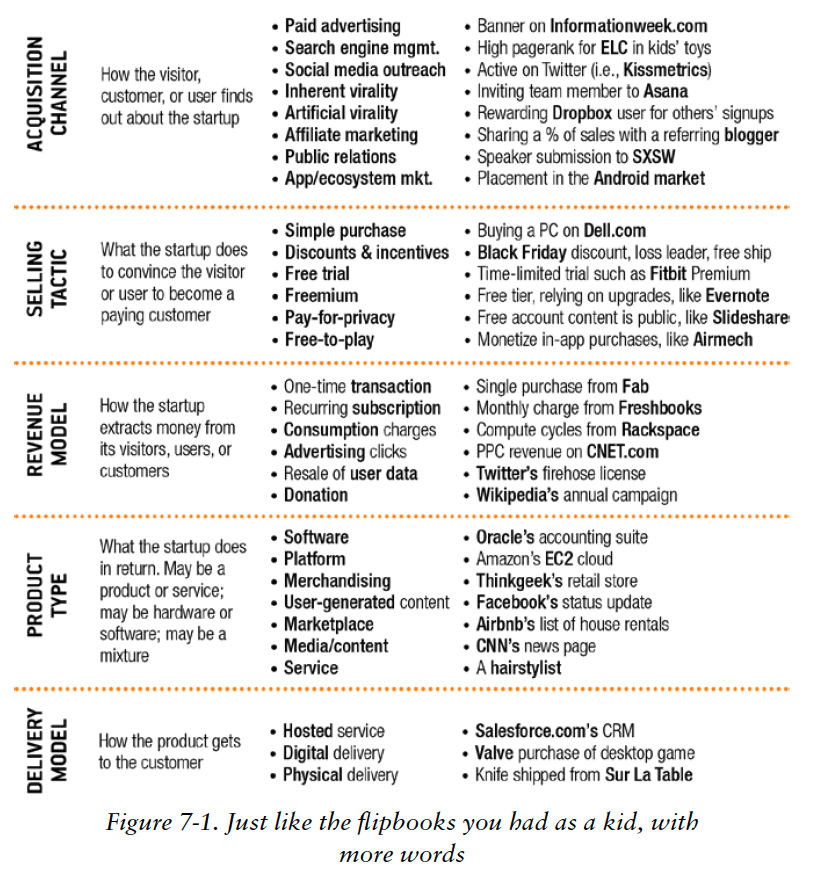 ACQUISITION
CHANNEL
How the visitor,
customer, or user finds
out about the startup
• Paid advertising
• Search engine mgmt.
• Social media outreach
• Inherent virality
• Artificial virality
• Affiliate marketing
• Public relations
• App/ecosystem mkt.
• Banner on Informationweek.com
• High pagerank for ELC in kids’ toys
• Active on Twitter (i.e., Kissmetrics)
• Inviting team member to Asana
• Rewarding Dropbox user for others’ signups
• Sharing a % of sales with a referring blogger
• Speaker submission to SXSW
• Placement in the Android market
SELLING
TACTIC
What the startup does
to convince the visitor
or user to become a
paying customer
• Simple purchase
• Discounts & incentives
• Free trial
• Freemium
• Pay-for-privacy
• Free-to-play
• Buying a PC on Dell.com
• Black Friday discount, loss leader, free ship
• Time-limited trial such as Fitbit Premium
• Free tier, relying on upgrades, like Evernote
• Free account content is public, like Slideshare
• Monetize in-app purchases, like Airmech
REVENUE
MODEL
How the startup
extracts money from
its visitors, users, or
customers
• One-time transaction
• Recurring subscription
• Consumption charges
• Advertising clicks
• Resale of user data
• Donation
• Single purchase from Fab
• Monthly charge from Freshbooks
• Compute cycles from Rackspace
• PPC revenue on CNET.com
• Twitter’s firehose license
• Wikipedia’s annual campaign
PRODUCT
TYPE
What the startup does
in return. May be a
product or service;
may be hardware or
software; may be a
mixture
• Software
• Platform
• Merchandising
• User-generated content
• Marketplace
• Media/content
• Service
• Oracle’s accounting suite
• Amazon’s EC2 cloud
• Thinkgeek’s retail store
• Facebook’s status update
• Airbnb’s list of house rentals
• CNN’s news page
• A hairstylist
DELIVERY
MODEL
How the product gets
to the customer
• Hosted service
• Digital delivery
• Physical delivery
• Salesforce.com’s CRM
• Valve purchase of desktop game
• Knife shipped from Sur La Table
Figure 7-1. Just like the flipbooks you had as a kid, with
more words